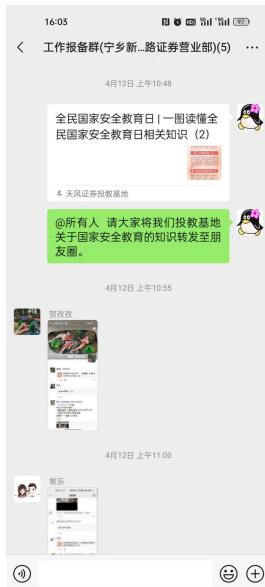 16:03
97
工作报备群(宁乡新...路证券营业部)(5)
4月12日 上午10:48
全民国家安全教育日 | 一图读懂全
民国家安全教育日相关知识（2）
天风证券投教基地
@所有人 请大家将我们投教基地
关于国家安全教育的知识转发至朋
友圈。
4月12日 上午10:55
贺孜孜
4月12日 上午11:00
常乐